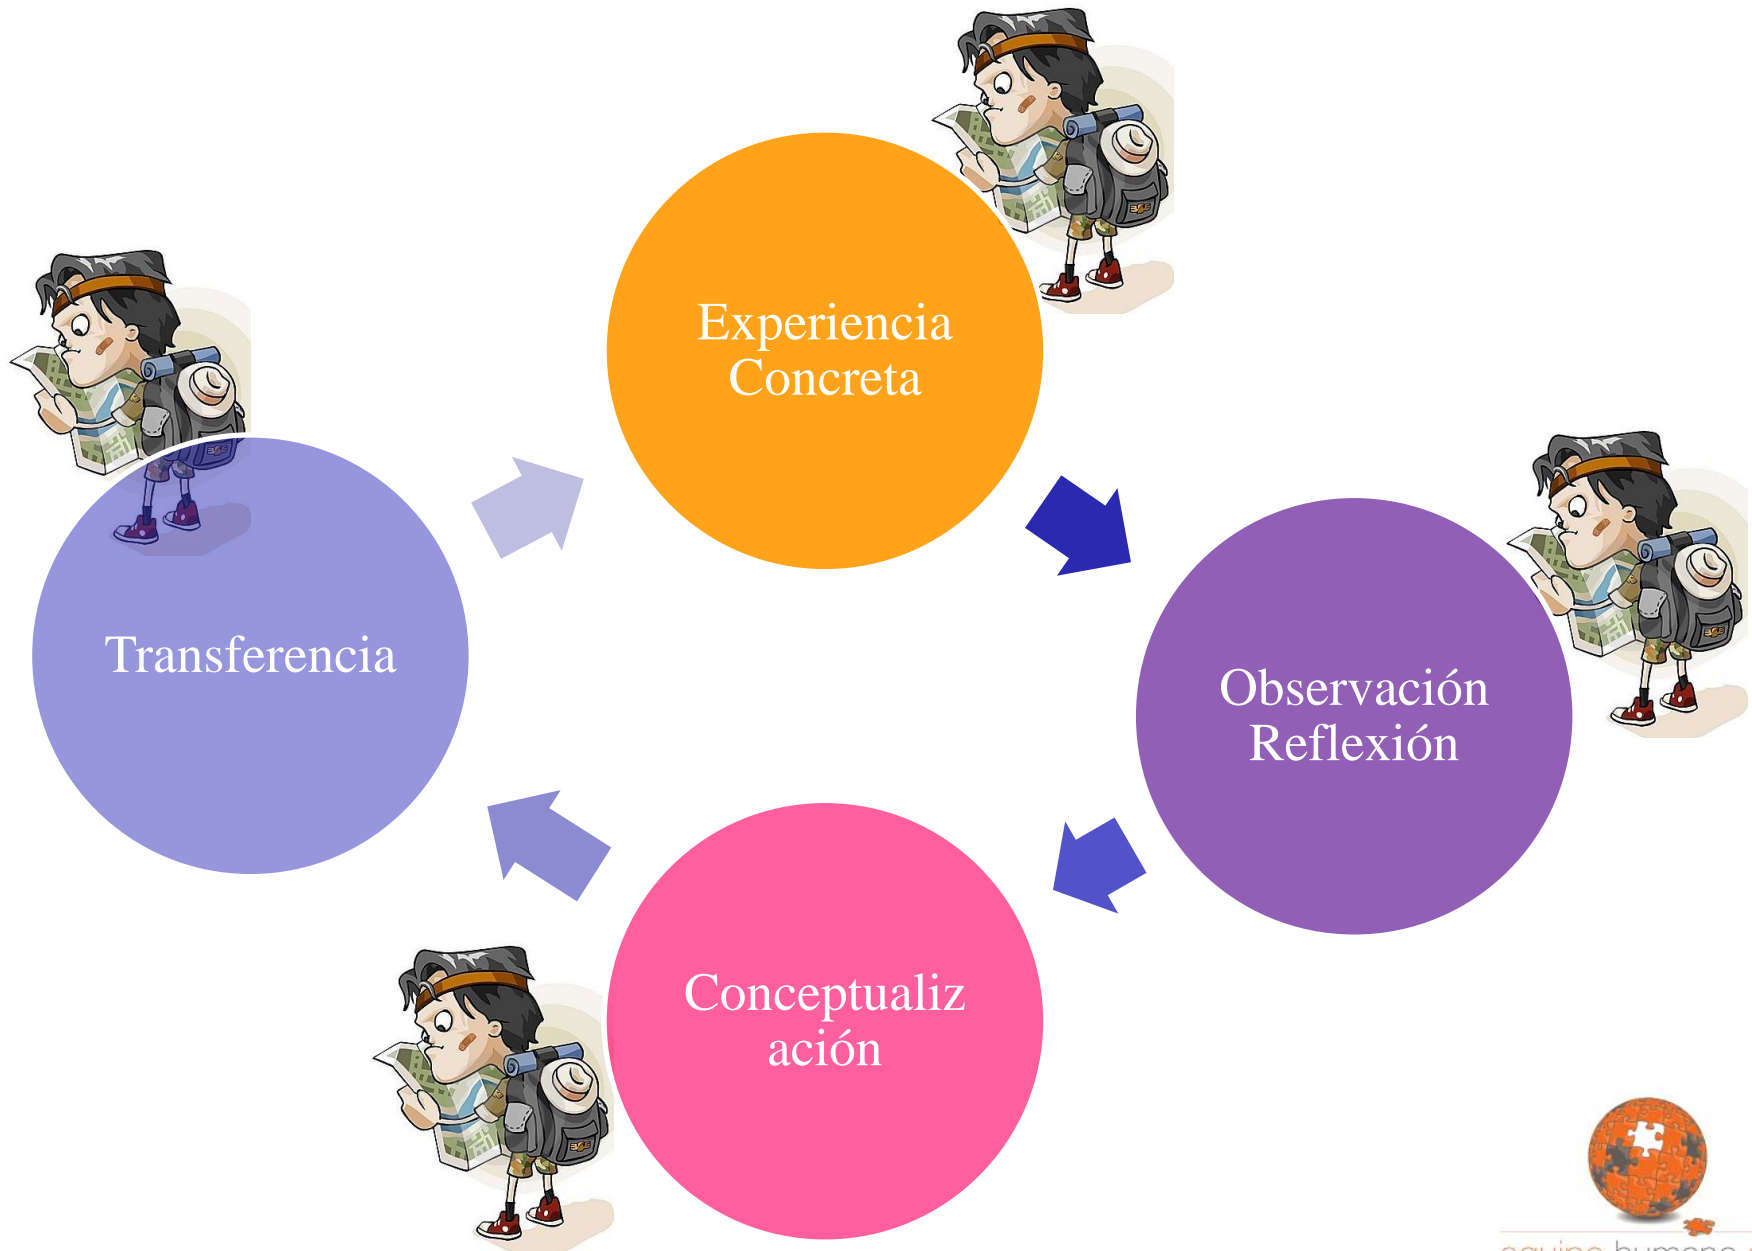 Experiencia
Concreta
Transferencia
Observación
Reflexión
Conceptualiz
ación